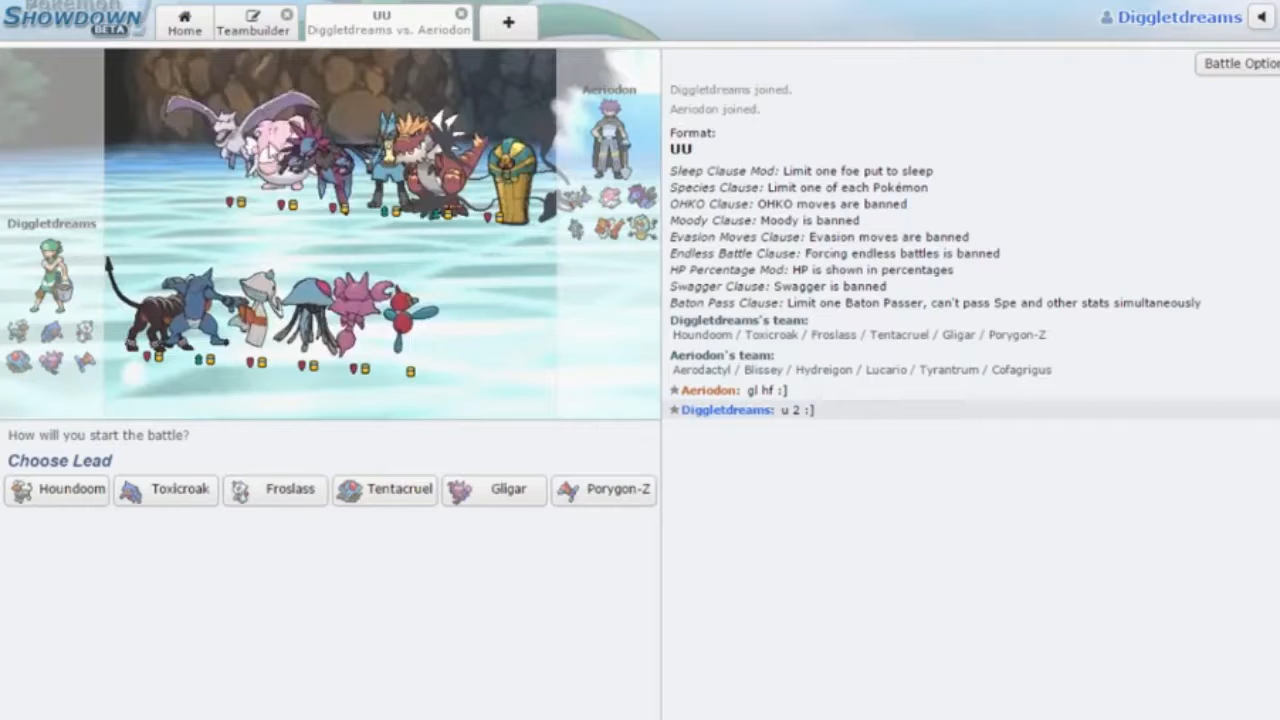 Pokémon
SHOWDOWN
BETA
Home
Teambuilder
UU
Diggletdreams vs. Aeriodon
+
Diggletdreams
Battle Optio
Aeriodon
Diggletdreams
Diggletdreams joined.
Aeriodon joined.
Format:
UU
Sleep Clause Mod: Limit one foe put to sleep
Species Clause: Limit one of each Pokémon
OHKO Clause: OHKO moves are banned
Moody Clause: Moody is banned
Evasion Moves Clause: Evasion moves are banned
Endless Battle Clause: Forcing endless battles is banned
HP Percentage Mod: HP is shown in percentages
Swagger Clause: Swagger is banned
Baton Pass Clause: Limit one Baton Passer, can't pass Spe and other stats simultaneously
Diggletdreams's team:
Houndoom / Toxicroak / Froslass / Tentacruel / Gligar / Porygon-Z
Aeriodon's team:
Aerodactyl / Blissey / Hydreigon / Lucario / Tyrantrum / Cofagrigus
★Aeriodon: gl hf :]
★Diggletdreams: u 2 :]
How will you start the battle?
Choose Lead
Houndoom
Toxicroak
Froslass
Tentacruel
Gligar
Porygon-Z